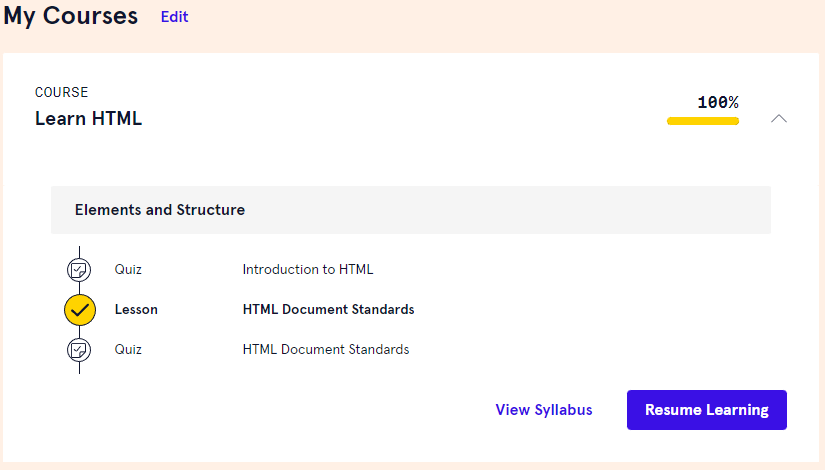 My Courses Edit
COURSE
Learn HTML
100%
Elements and Structure
Quiz Introduction to HTML
Lesson HTML Document Standards
Quiz HTML Document Standards
View Syllabus Resume Learning